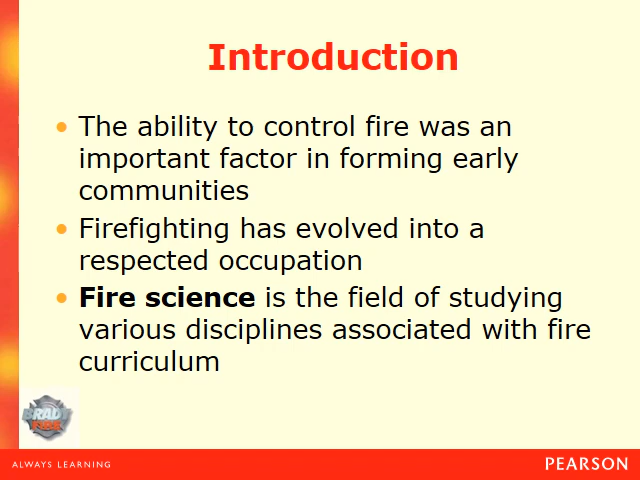 Introduction
• The ability to control fire was an
important factor in forming early
communities
• Firefighting has evolved into a
respected occupation
• Fire science is the field of studying
various disciplines associated with fire
curriculum
BRADY
FIRE
ALWAYS LEARNING
PEARSON